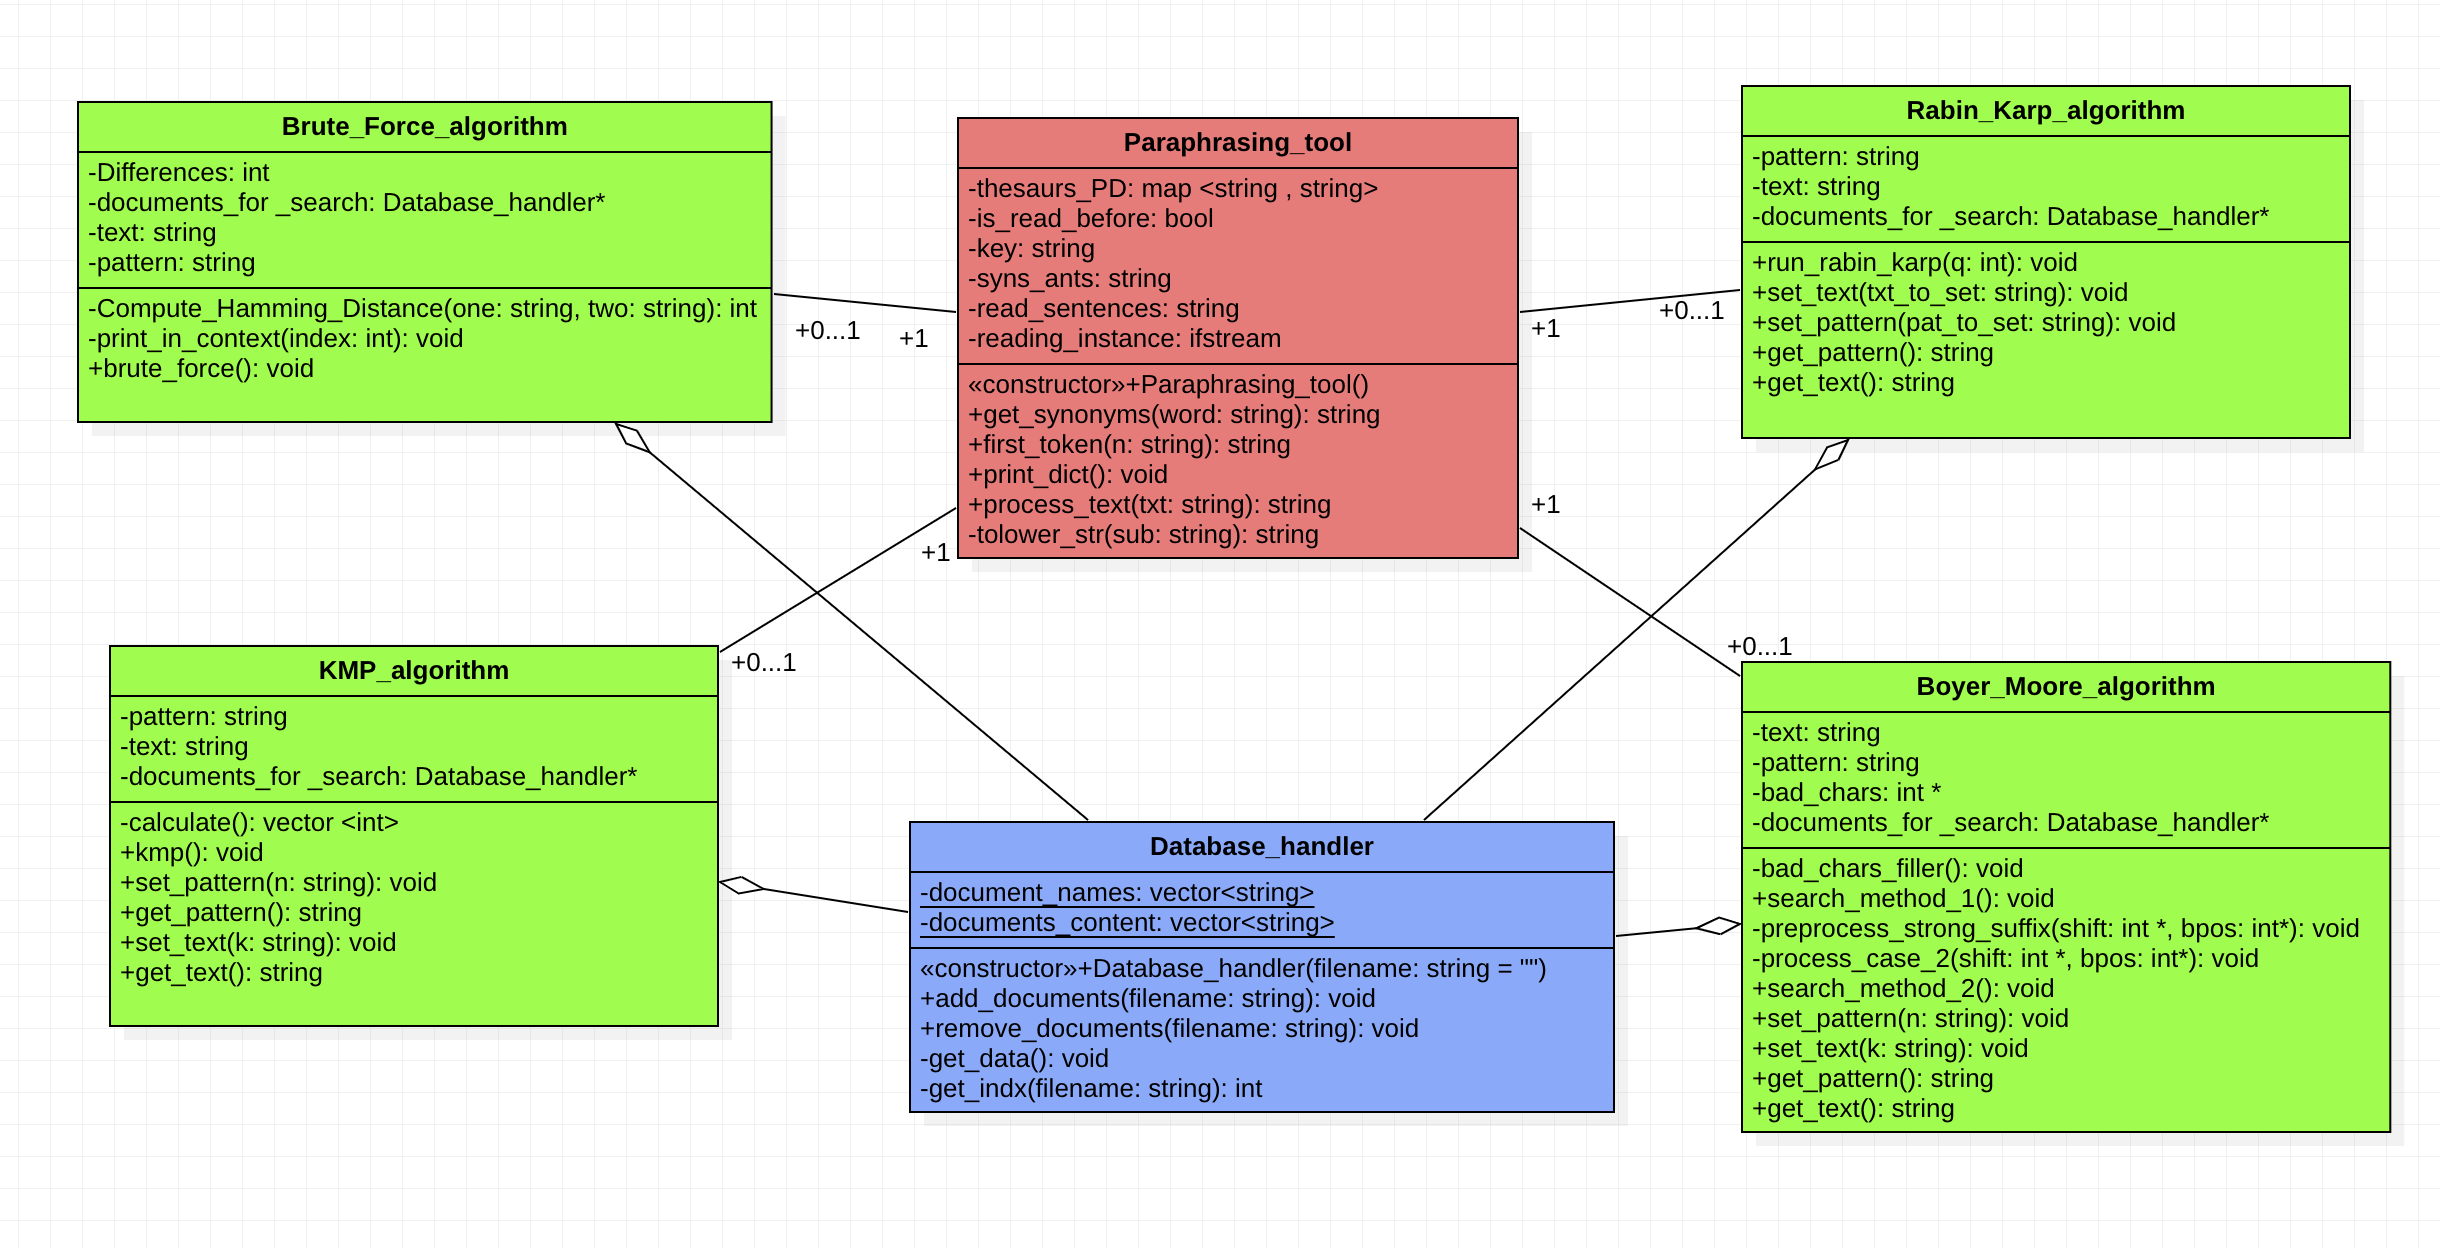 Brute_Force_algorithm
-Differences: int
-documents_for _search: Database_handler*
-text: string
-pattern: string
-Compute_Hamming_Distance(one: string, two: string): int
-print_in_context(index: int): void
+brute_force(): void
+0...1
+1
Paraphrasing_tool
-thesaurs_PD: map <string , string>
-is_read_before: bool
-key: string
-syns_ants: string
-read_sentences: string
-reading_instance: ifstream
«constructor»+Paraphrasing_tool()
+get_synonyms(word: string): string
+first_token(n: string): string
+print_dict(): void
+process_text(txt: string): string
-tolower_str(sub: string): string
+1
+0...1
Rabin_Karp_algorithm
-pattern: string
-text: string
-documents_for _search: Database_handler*
+run_rabin_karp(q: int): void
+set_text(txt_to_set: string): void
+set_pattern(pat_to_set: string): void
+get_pattern(): string
+get_text(): string
+1
+0...1
+1
+0...1
KMP_algorithm
-pattern: string
-text: string
-documents_for _search: Database_handler*
-calculate(): vector <int>
+kmp(): void
+set_pattern(n: string): void
+get_pattern(): string
+set_text(k: string): void
+get_text(): string
Database_handler
-document_names: vector<string>
-documents_content: vector<string>
«constructor»+Database_handler(filename: string = "")
+add_documents(filename: string): void
+remove_documents(filename: string): void
-get_data(): void
-get_indx(filename: string): int
Boyer_Moore_algorithm
-text: string
-pattern: string
-bad_chars: int *
-documents_for _search: Database_handler*
-bad_chars_filler(): void
+search_method_1(): void
-preprocess_strong_suffix(shift: int *, bpos: int*): void
-process_case_2(shift: int *, bpos: int*): void
+search_method_2(): void
+set_pattern(n: string): void
+set_text(k: string): void
+get_pattern(): string
+get_text(): string